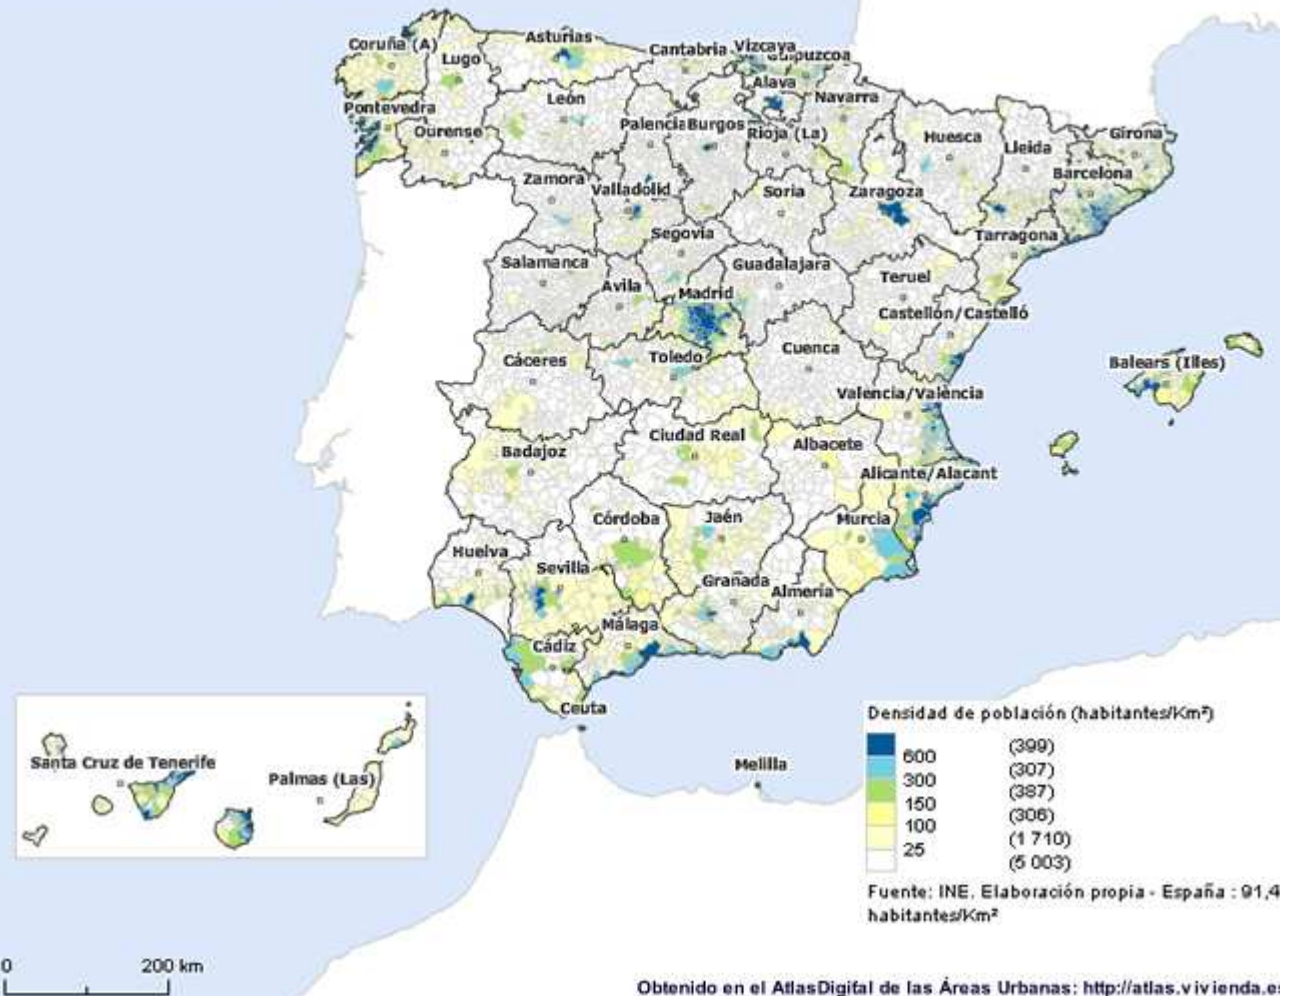 Coruña (A)
Lugo
Asturias
Cantabria
Vizcaya
Guipuzcoa
Alava
Navarra
Pontevedra
Ourense
León
Palencia
Burgos
Rioja (La)
Huesca
Lleida
Girona
Barcelona
Zamora
Valladolid
Soria
Zaragoza
Segovia
Tarragona
Salamanca
Avila
Madrid
Guadalajara
Teruel
Castellón/Castelló
Cáceres
Toledo
Cuenca
Balears (Illes)
Valencia/València
Badajoz
Ciudad Real
Albacete
Alicante/Alacant
Córdoba
Jaén
Murcia
Huelva
Sevilla
Granada
Almería
Málaga
Cádiz
Ceuta
Melilla
Santa Cruz de Tenerife
Palmas (Las)
Densidad de población (habitantes/Km²)
600
300
150
100
25
(399)
(307)
(387)
(306)
(1 710)
(5 003)
Fuente: INE. Elaboración propia - España : 91,4
habitantes/Km²
0
200 km
Obtenido en el AtlasDigital de las Áreas Urbanas: http://atlas.vivienda.es